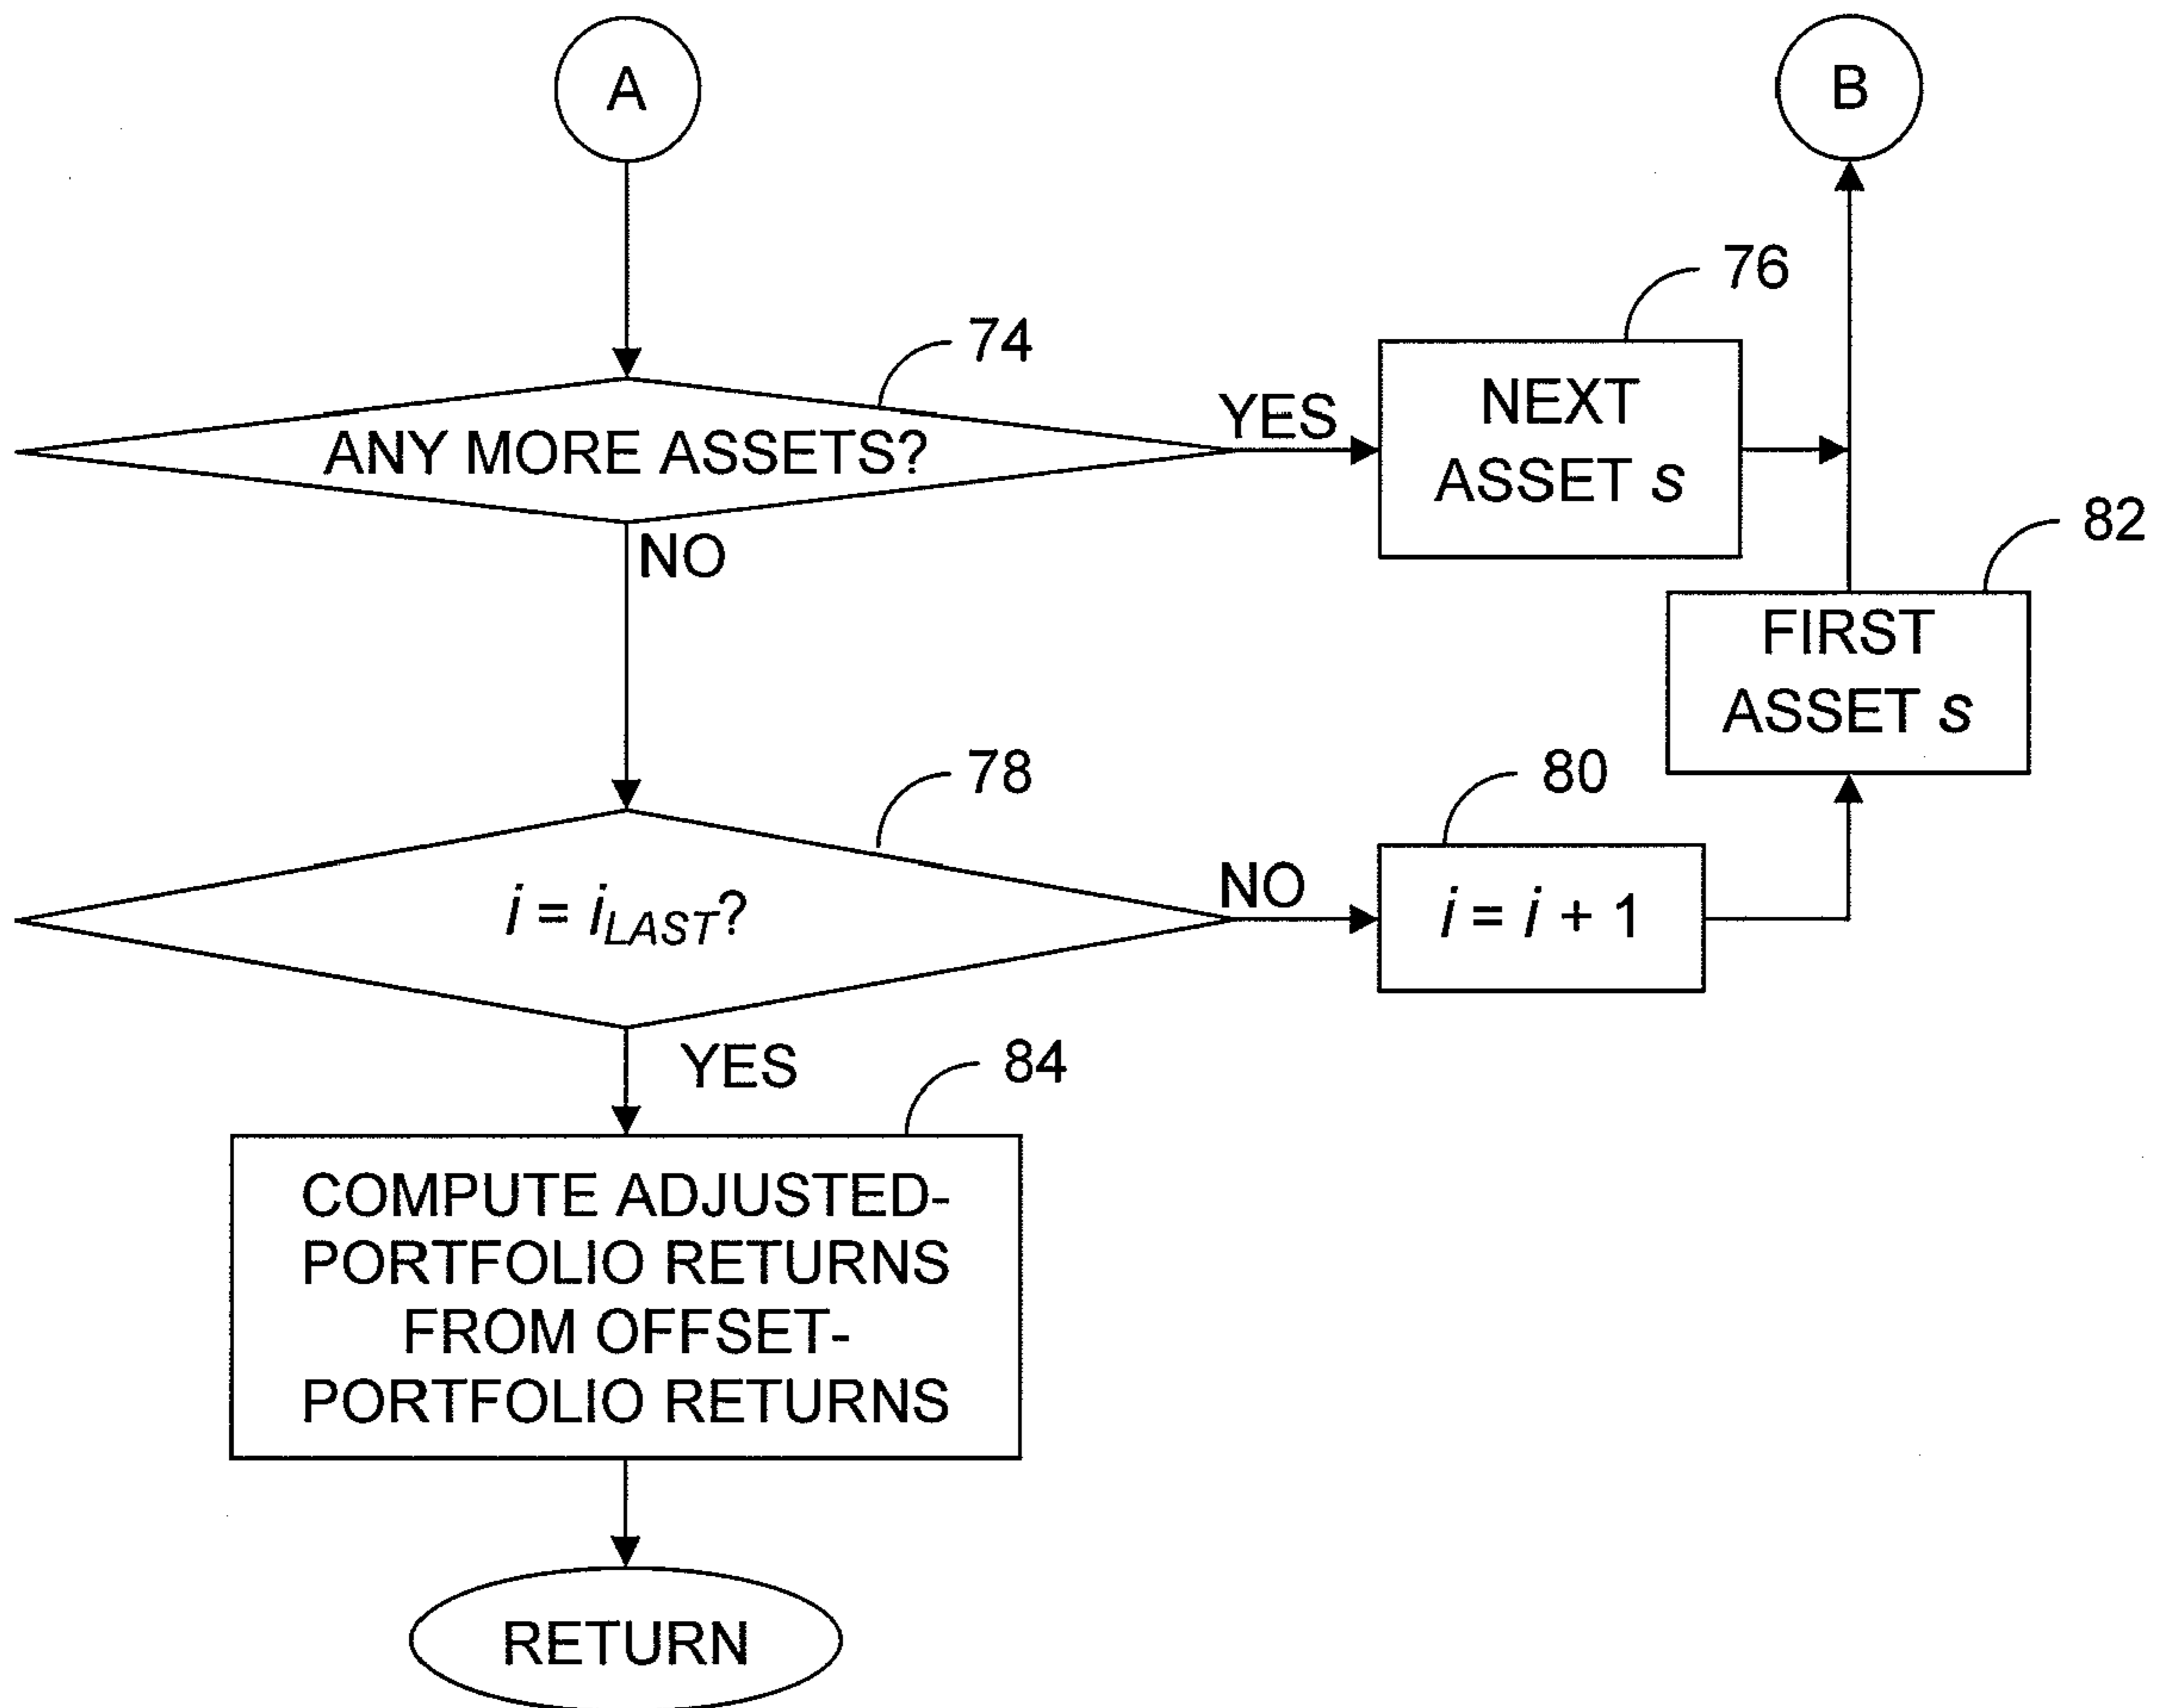 A
B
76
74
YES
NEXT
ASSET s
ANY MORE ASSETS?
82
NO
FIRST
ASSET s
78
80
NO
i = iLAST?
i = i + 1
YES
84
COMPUTE ADJUSTED-
PORTFOLIO RETURNS
FROM OFFSET-
PORTFOLIO RETURNS
RETURN